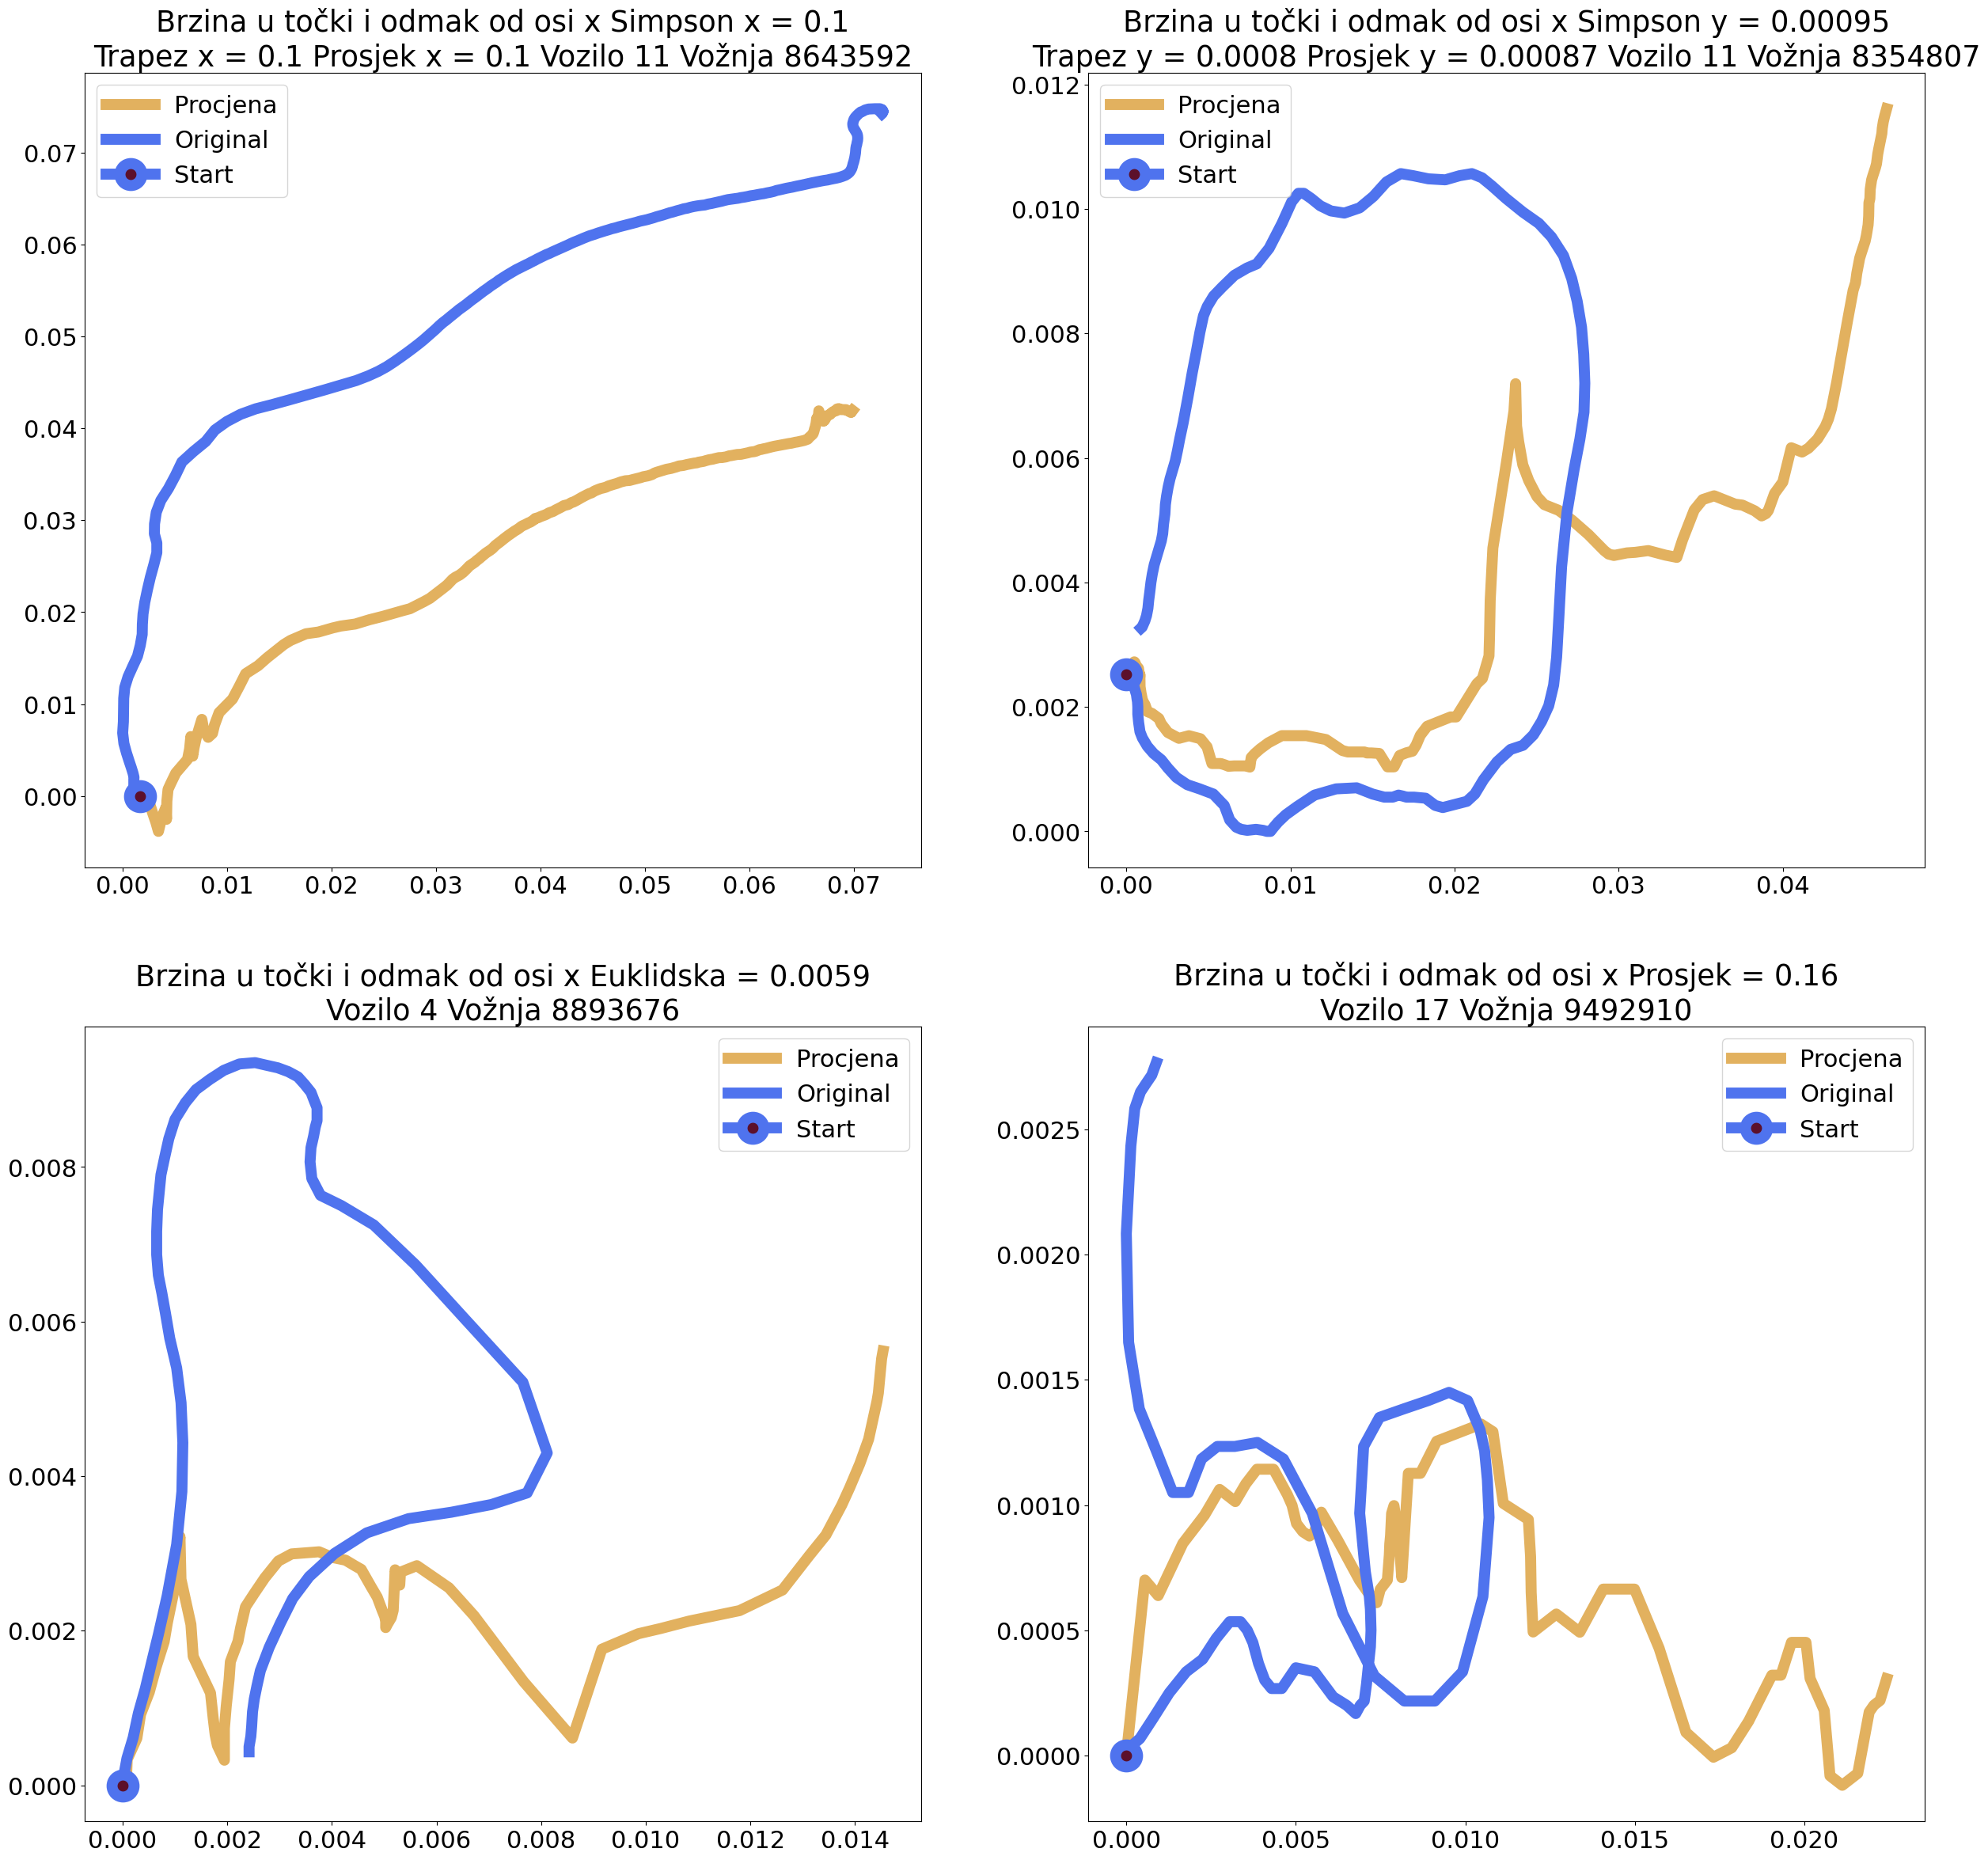 Brzina u točki i odmak od osi x Simpson x = 0.1
Trapez x = 0.1 Prosjek x = 0.1 Vozilo 11 Vožnja 8643592
Procjena
Original
Start
0.07
0.06
0.05
0.04
0.03
0.02
0.01
0.00
0.00 0.01 0.02 0.03 0.04 0.05 0.06 0.07
Brzina u točki i odmak od osi x Simpson y = 0.00095
Trapez y = 0.0008 Prosjek y = 0.00087 Vozilo 11 Vožnja 8354807
Procjena
Original
Start
0.012
0.010
0.008
0.006
0.004
0.002
0.000
0.00 0.01 0.02 0.03 0.04
Brzina u točki i odmak od osi x Euklidska = 0.0059
Vozilo 4 Vožnja 8893676
Procjena
Original
Start
0.008
0.006
0.004
0.002
0.000
0.000 0.002 0.004 0.006 0.008 0.010 0.012 0.014
Brzina u točki i odmak od osi x Prosjek = 0.16
Vozilo 17 Vožnja 9492910
Procjena
Original
Start
0.0025
0.0020
0.0015
0.0010
0.0005
0.0000
0.000 0.005 0.010 0.015 0.020